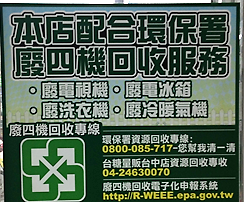 本店配合環保署
廢四機回收服務
·廢電視機·廢電冰箱
·廢洗衣機·廢冷暖氣機
廢四機回收專線
環保署資源回收專線:
0800-085-717-您幫我清一清
台糖量販台中店資源回收專線
04-24630070
廢四機回收電子化申報系統
http://R-WEEE.epa.gov.tw